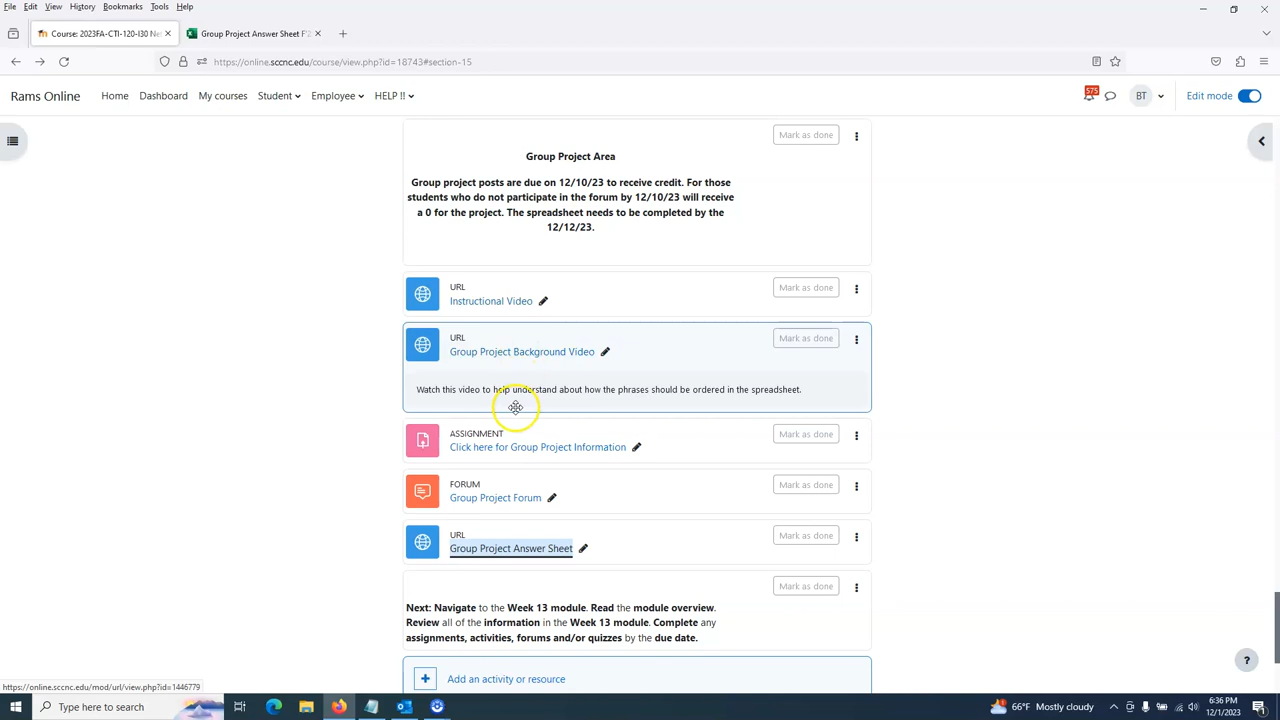 File Edit View History Bookmarks Tools Help
Course: 2023FA-CTI-120-I30 Ne
Group Project Answer Sheet F'2
https://online.sccnc.edu/course/view.php?id=18743#section-15
Rams Online Home Dashboard My courses Student Employee HELP !! 575 BT Edit mode
Mark as done
Group Project Area
Group project posts are due on 12/10/23 to receive credit. For those
students who do not participate in the forum by 12/10/23 will receive
a 0 for the project. The spreadsheet needs to be completed by the
12/12/23.
URL
Mark as done
Instructional Video
URL
Mark as done
Group Project Background Video
Watch this video to help understand about how the phrases should be ordered in the spreadsheet.
ASSIGNMENT
Mark as done
Click here for Group Project Information
FORUM
Mark as done
Group Project Forum
URL
Mark as done
Group Project Answer Sheet
Mark as done
Next: Navigate to the Week 13 module. Read the module overview.
Review all of the information in the Week 13 module. Complete any
assignments, activities, forums and/or quizzes by the due date.
Add an activity or resource
?
https://online.sccnc.edu/mod/url/view.php?id=1446779
Type here to search
66°F Mostly cloudy
6:36 PM
12/1/2023